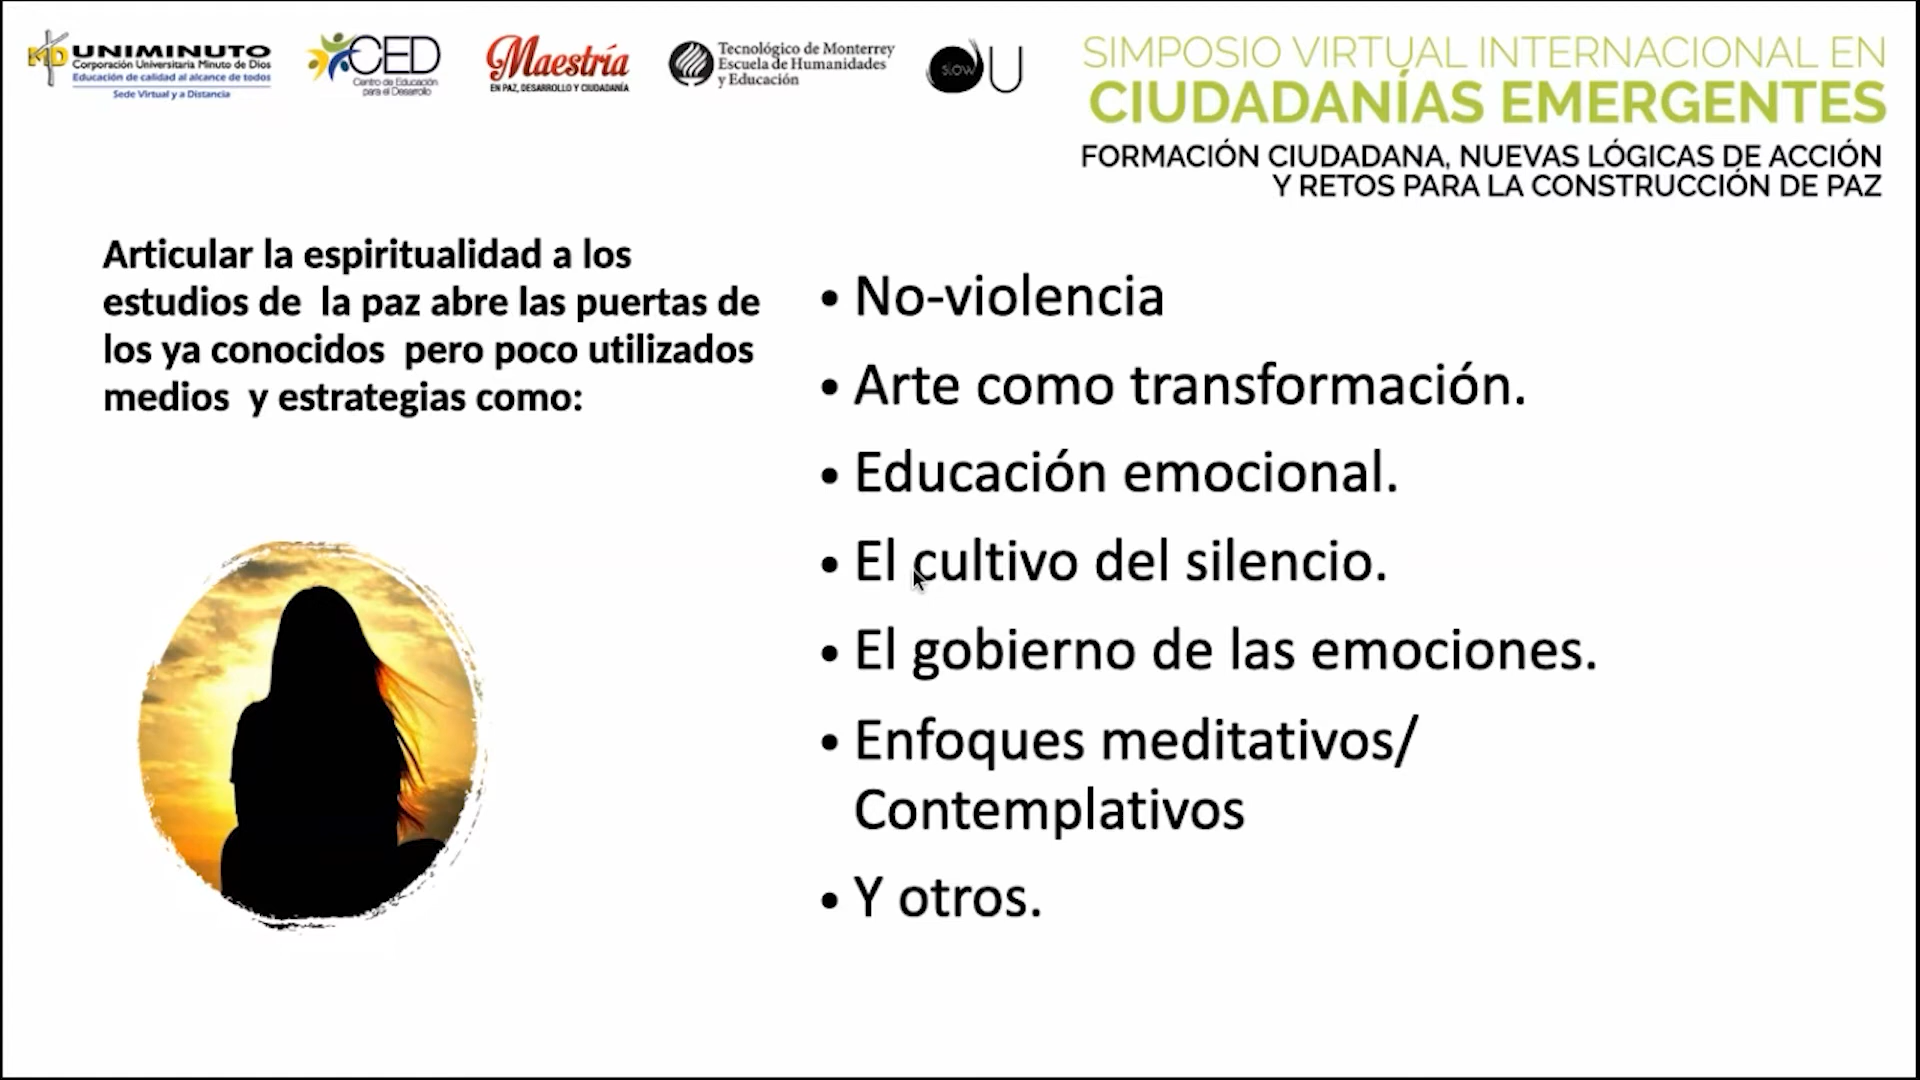 UNIMINUTO
Corporación Universitaria Minuto de Dios
Educación de calidad al alcance de todos
Sede Virtual y a Distancia
CED
Centro de Educación
para el Desarrollo
Maestría
EN PAZ, DESARROLLO Y CIUDADANÍA
Tecnológico de Monterrey
Escuela de Humanidades
y Educación
slow U
SIMPOSIO VIRTUAL INTERNACIONAL EN
CIUDADANÍAS EMERGENTES
FORMACIÓN CIUDADANA, NUEVAS LÓGICAS DE ACCIÓN
Y RETOS PARA LA CONSTRUCCIÓN DE PAZ
Articular la espiritualidad a los
estudios de  la paz abre las puertas de
los ya conocidos  pero poco utilizados
medios  y estrategias como:
• No-violencia
• Arte como transformación.
• Educación emocional.
• El cultivo del silencio.
• El gobierno de las emociones.
• Enfoques meditativos/
Contemplativos
• Y otros.